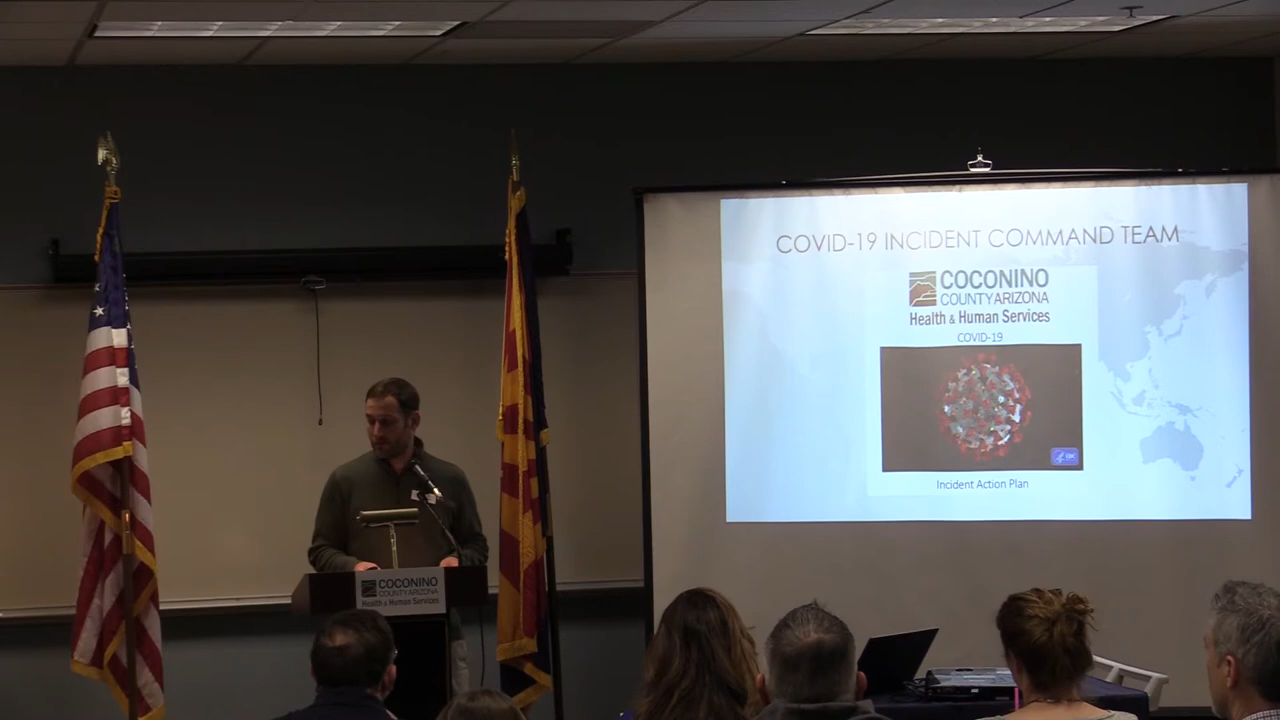 COVID-19 INCIDENT COMMAND TEAM
COCONINO
COUNTY ARIZONA
Health & Human Services
COVID-19
CDC
Incident Action Plan
COCONINO
COUNTY ARIZONA
Health & Human Services